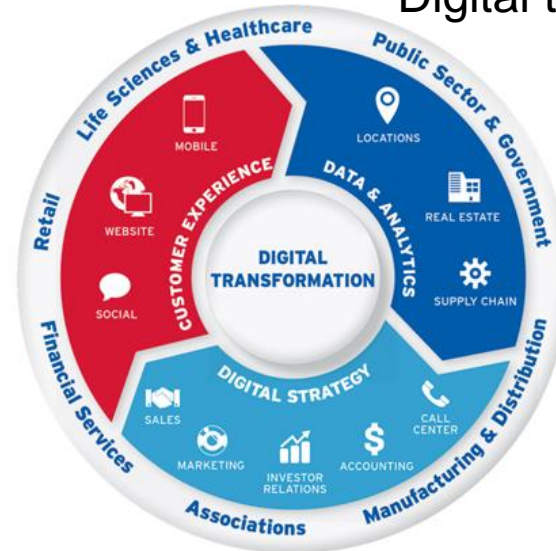 Digital t
Life Sciences & Healthcare
Public Sector & Government
Manufacturing & Distribution
Associations
Financial Services
Retail
CUSTOMER EXPERIENCE
MOBILE
WEBSITE
SOCIAL
DATA & ANALYTICS
LOCATIONS
REAL ESTATE
SUPPLY CHAIN
DIGITAL
TRANSFORMATION
DIGITAL STRATEGY
SALES
MARKETING
INVESTOR
RELATIONS
ACCOUNTING
CALL
CENTER